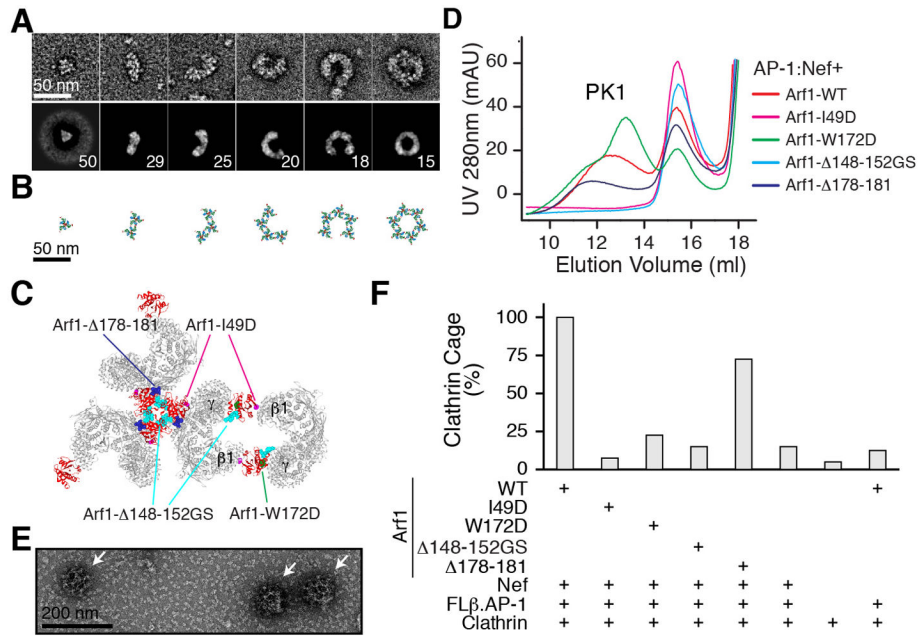 A
50 nm
50
29
25
20
18
15
B
50 nm
C
Arf1-Δ178-181
Arf1-I49D
γ
β1
β1
γ
Arf1-Δ148-152GS
Arf1-W172D
D
UV 280nm (mAU)
60
40
20
0
PK1
10
12
14
16
18
Elution Volume (ml)
AP-1:Nef+
Arf1-WT
Arf1-I49D
Arf1-W172D
Arf1-Δ148-152GS
Arf1-Δ178-181
E
200 nm
F
Clathrin Cage
(%)
100
75
50
25
0
Arf1
WT + +
I49D +
W172D +
Δ148-152GS +
Δ178-181 +
Nef + + + + + +
FLβ.AP-1 + + + + + + +
Clathrin + + + + + + + +